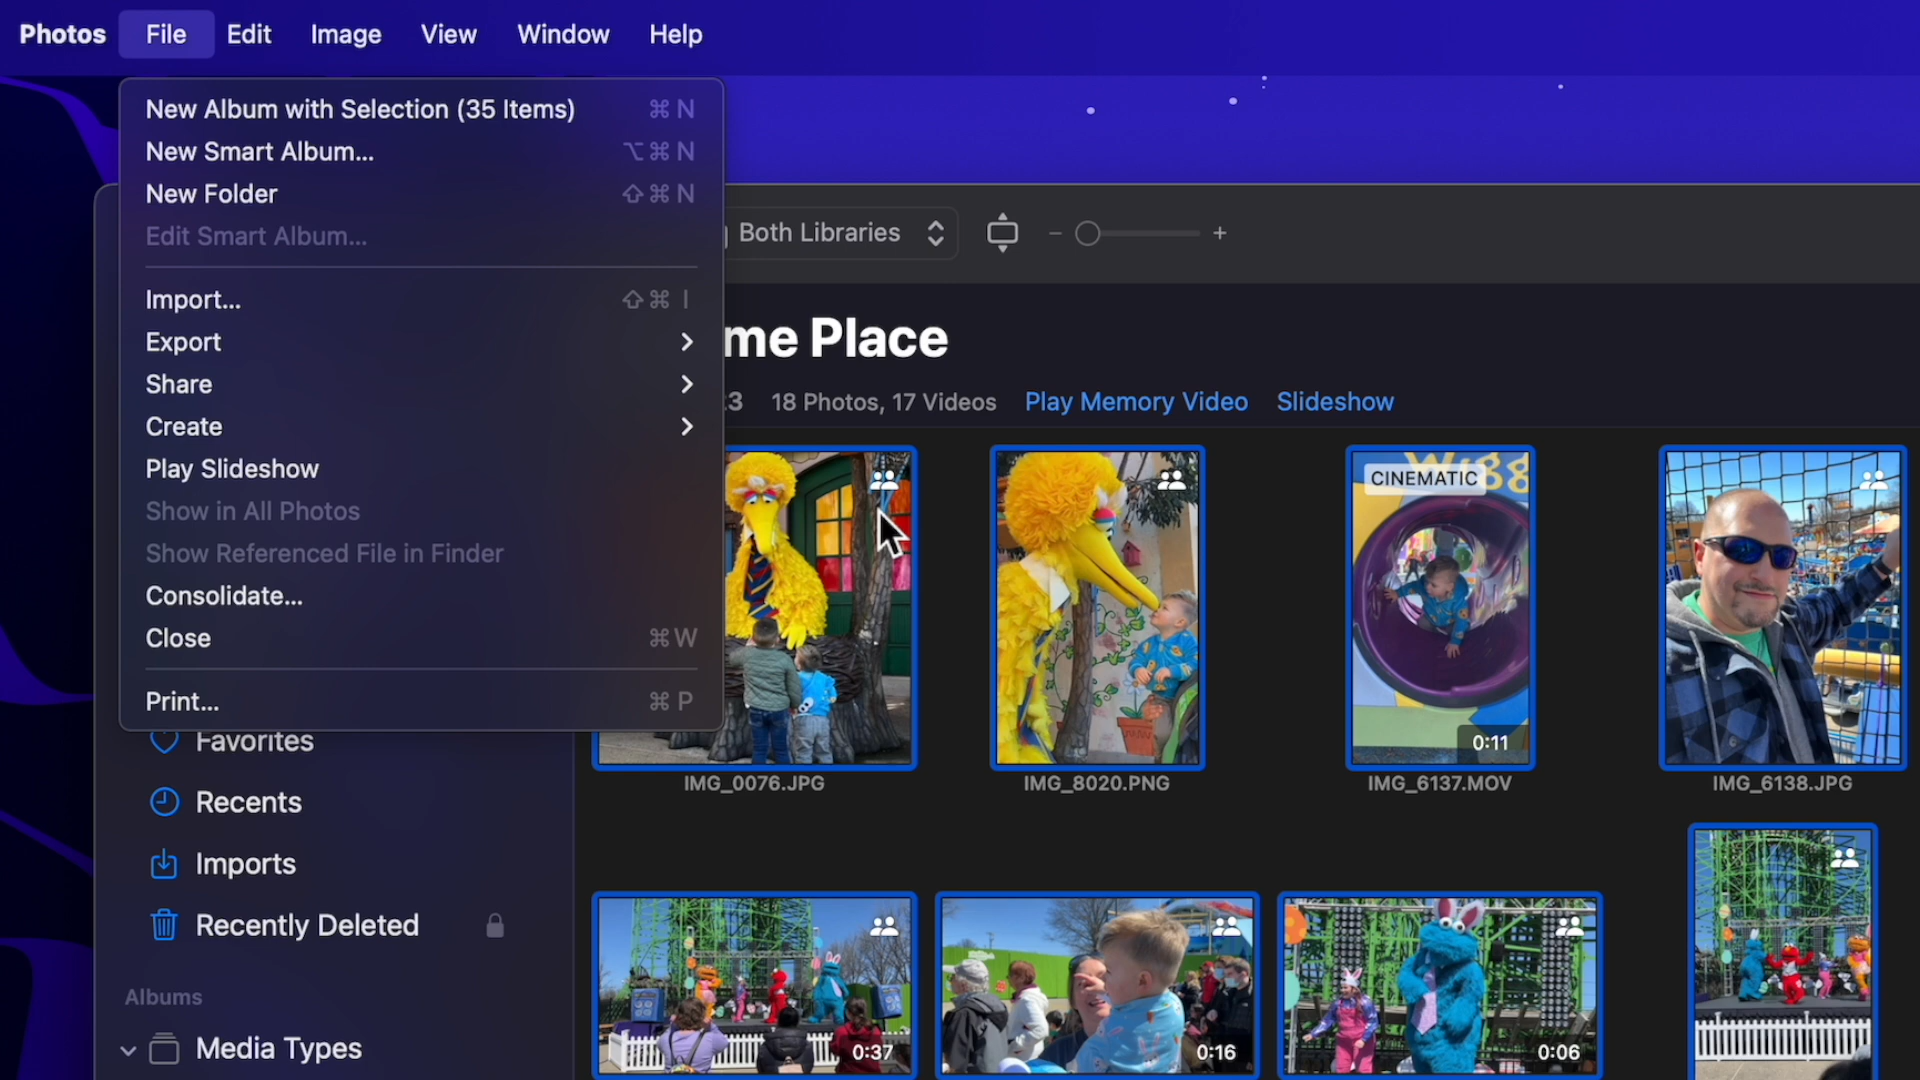 Photos File Edit Image View Window Help
New Album with Selection (35 Items) ⌘ N
New Smart Album... ⌥ ⌘ N
New Folder ⇧ ⌘ N
Edit Smart Album...
Import... ⇧ ⌘ I
Export
Share
Create
Play Slideshow
Show in All Photos
Show Referenced File in Finder
Consolidate...
Close ⌘ W
Print... ⌘ P
Both Libraries
− +
me Place
3 18 Photos, 17 Videos Play Memory Video Slideshow
CINEMATIC
Wigg
0:11
IMG_0076.JPG IMG_8020.PNG IMG_6137.MOV IMG_6138.JPG
Favorites
Recents
Imports
Recently Deleted
Albums
Media Types
0:37 0:16 0:06